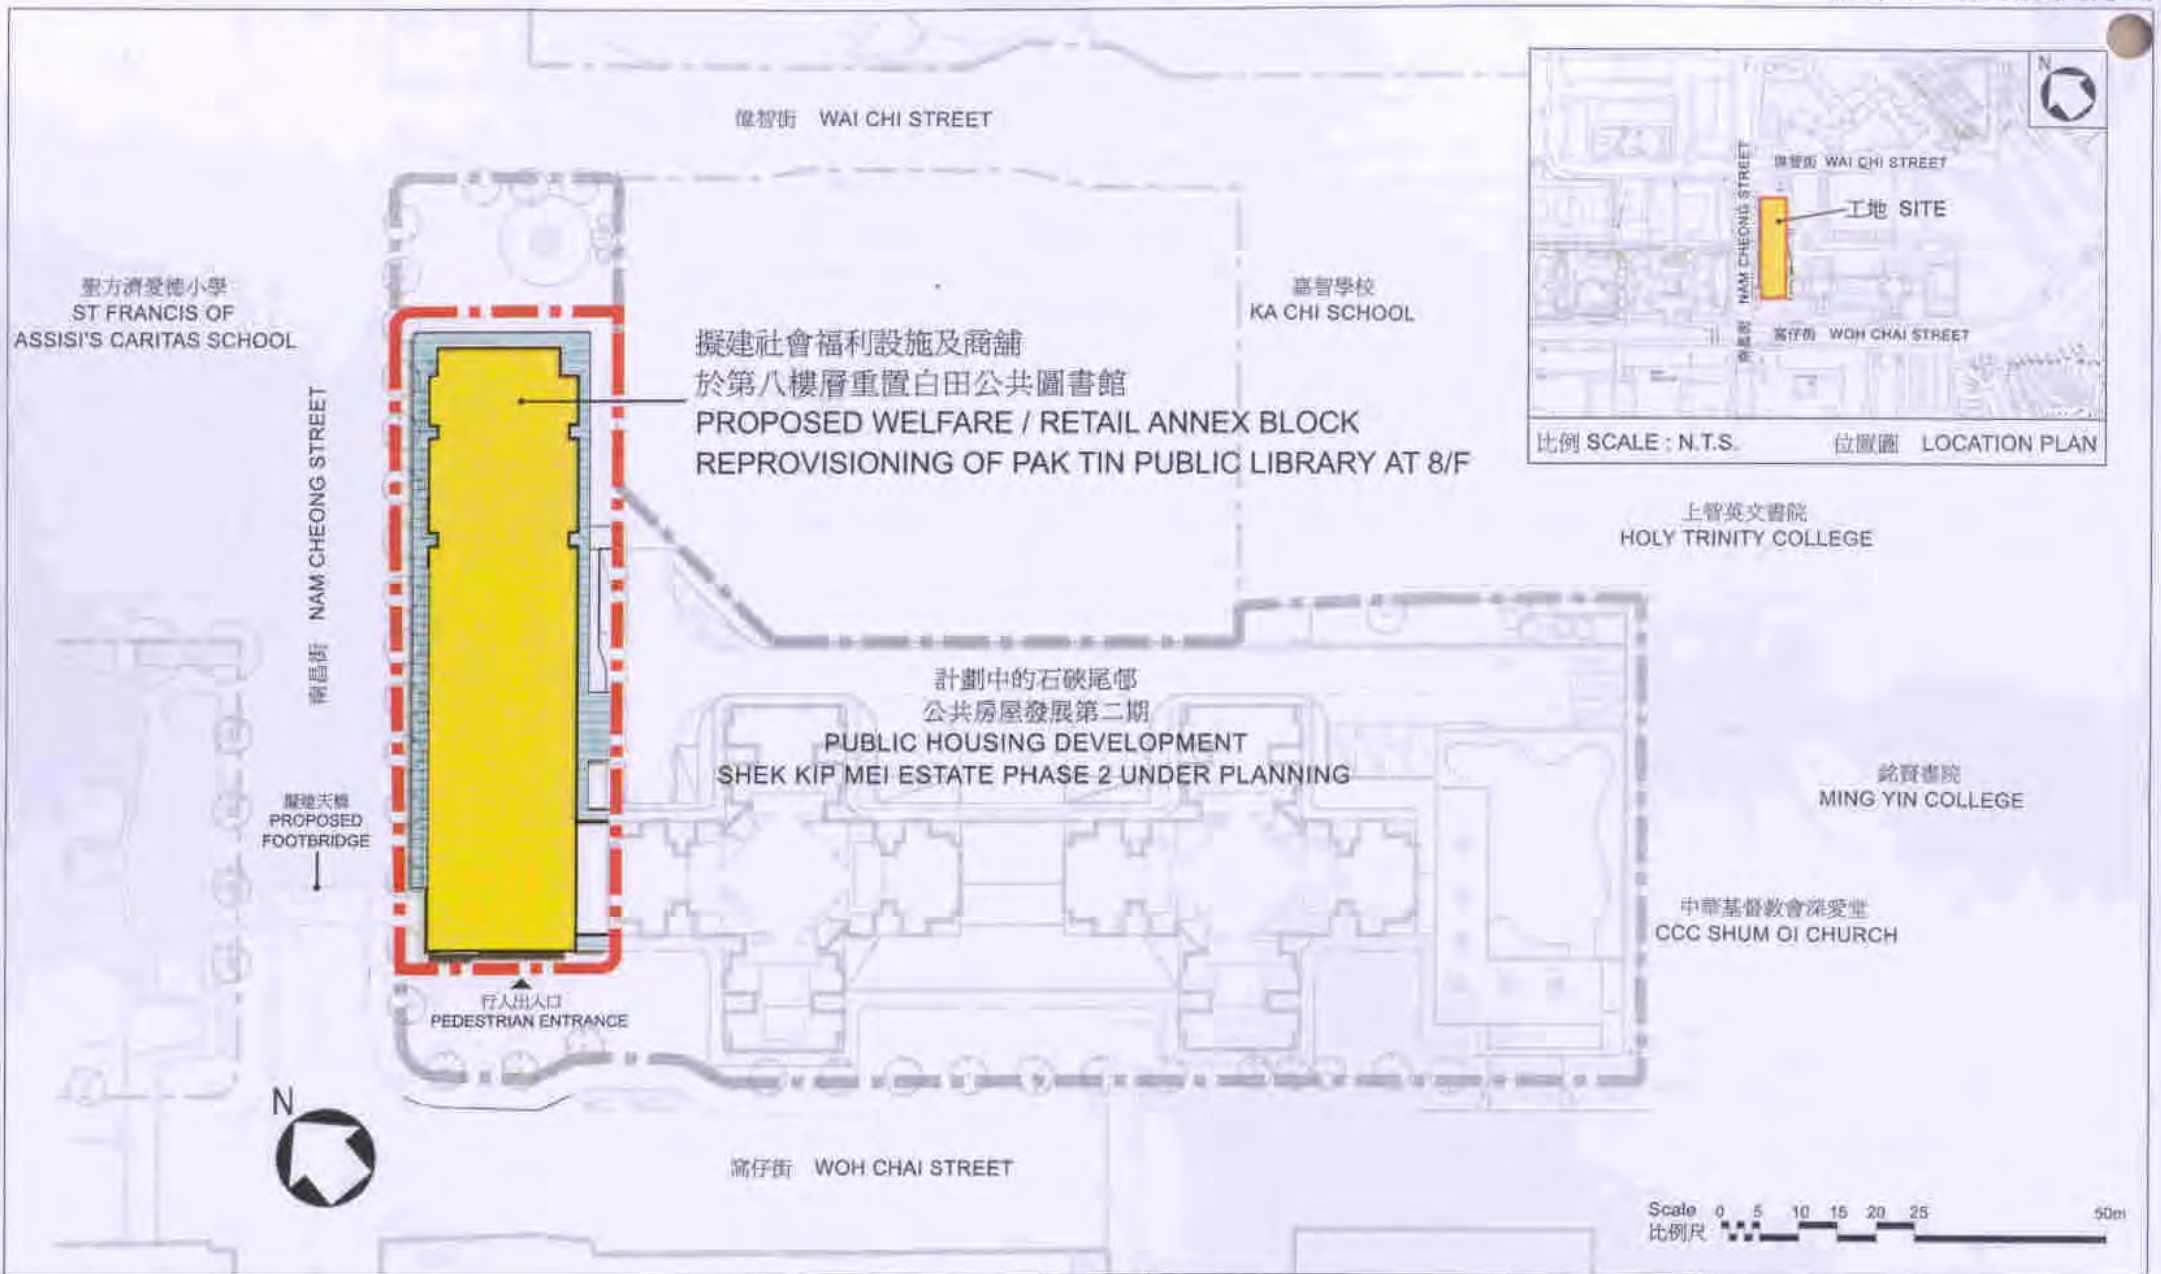 偉智街 WAI CHI STREET
聖方濟愛德小學
ST FRANCIS OF
ASSISI'S CARITAS SCHOOL
南昌街 NAM CHEONG STREET
擬建社會福利設施及商舖
於第八樓層重置白田公共圖書館
PROPOSED WELFARE / RETAIL ANNEX BLOCK
REPROVISIONING OF PAK TIN PUBLIC LIBRARY AT 8/F
嘉智學校
KA CHI SCHOOL
N
偉智街 WAI CHI STREET
南昌街 NAM CHEONG STREET
工地 SITE
窩仔街 WOH CHAI STREET
比例 SCALE : N.T.S.
位置圖 LOCATION PLAN
上智英文書院
HOLY TRINITY COLLEGE
計劃中的石硤尾邨
公共房屋發展第二期
PUBLIC HOUSING DEVELOPMENT
SHEK KIP MEI ESTATE PHASE 2 UNDER PLANNING
銘賢書院
MING YIN COLLEGE
擬建天橋
PROPOSED
FOOTBRIDGE
中華基督教會深愛堂
CCC SHUM OI CHURCH
行人出入口
PEDESTRIAN ENTRANCE
N
窩仔街 WOH CHAI STREET
Scale 0 5 10 15 20 25 50m
比例尺